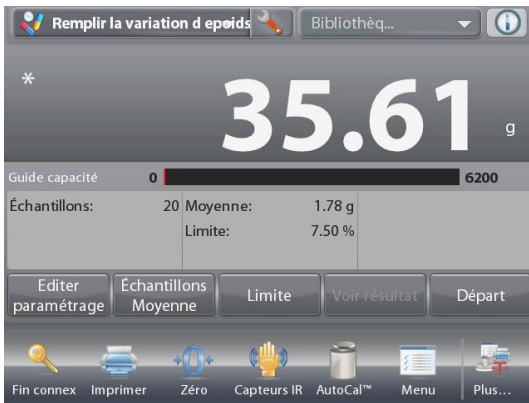 Remplir la variation d epoids
Bibliothèq...
*
35.61 g
Guide capacité 0 6200
Échantillons: 20 Moyenne: 1.78 g
Limite: 7.50 %
Editer paramétrage
Échantillons Moyenne
Limite
Voir résultat
Départ
Fin connex Imprimer Zéro Capteurs IR AutoCal™ Menu Plus...